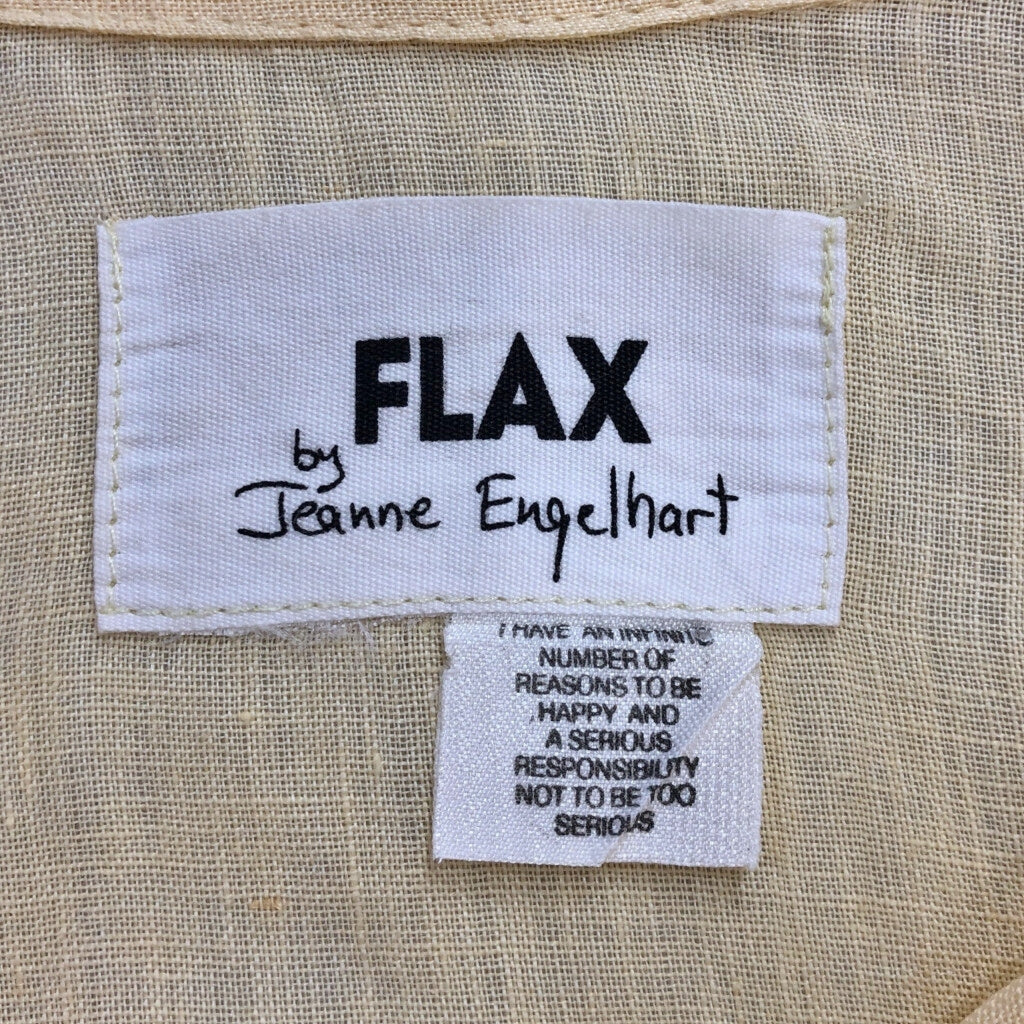 FLAX
by
Jeanne Engelhart
I HAVE AN INFINITE
NUMBER OF
REASONS TO BE
HAPPY AND
A SERIOUS
RESPONSIBILITY
NOT TO BE TOO
SERIOUS